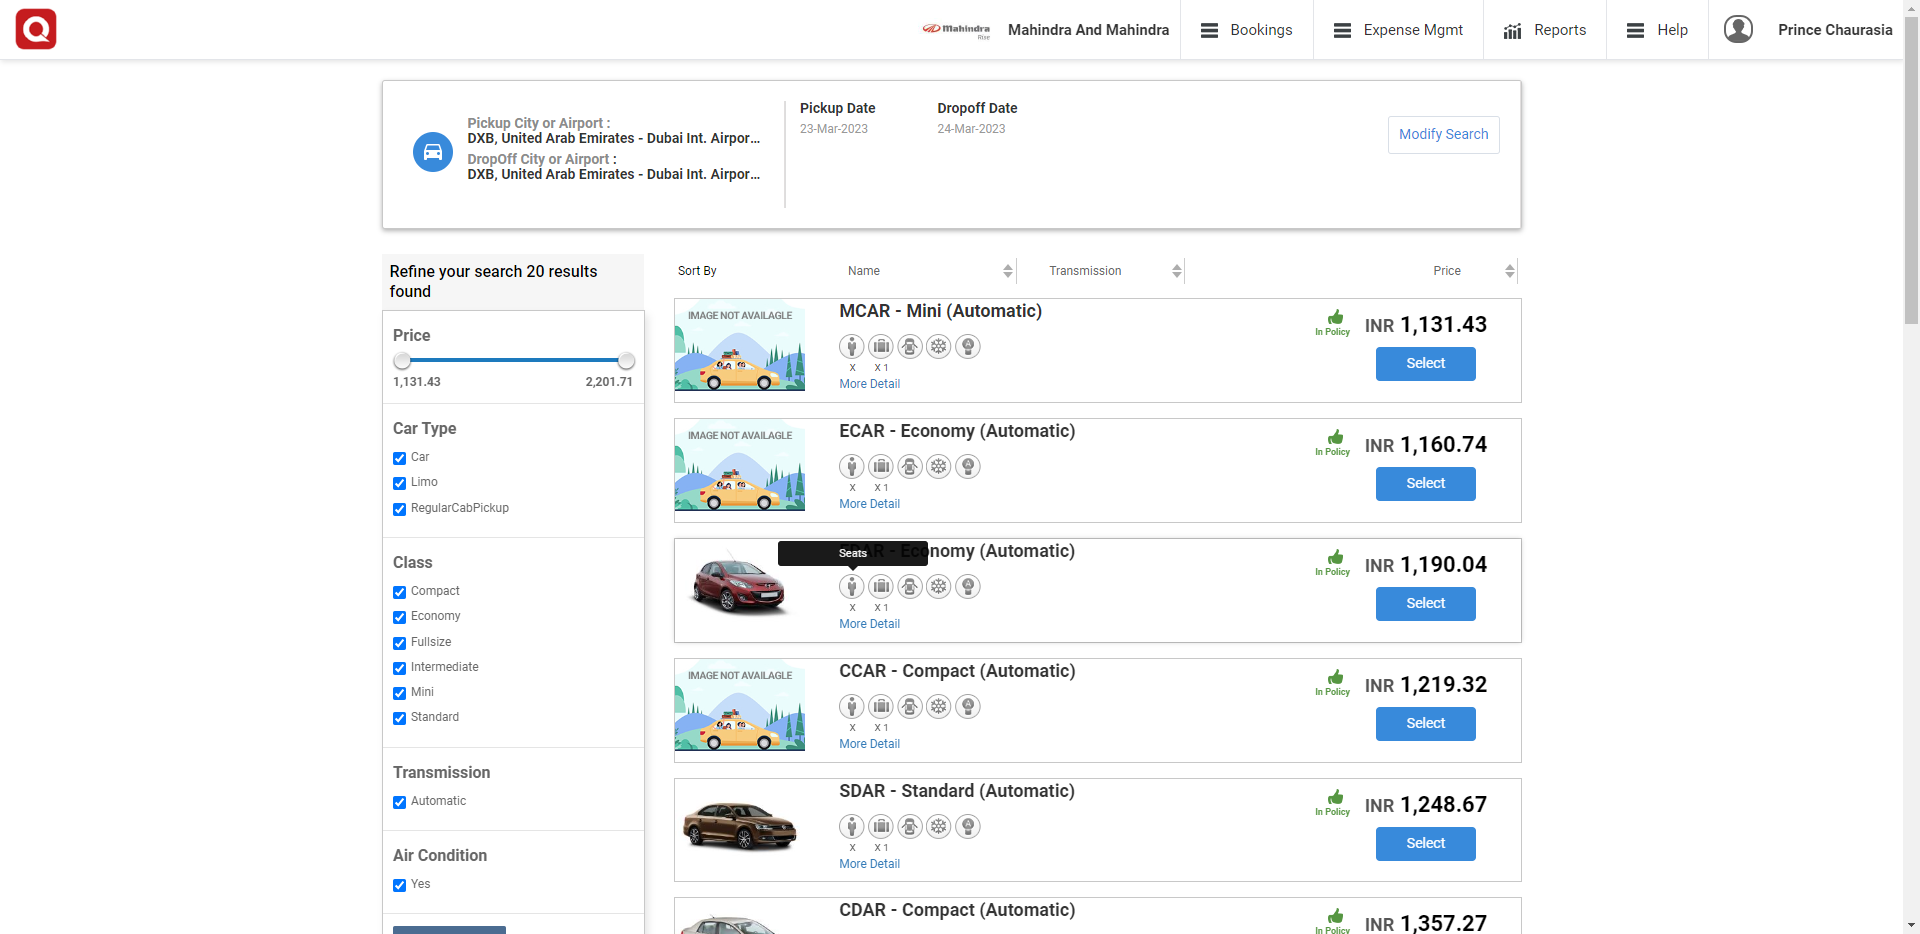 Mahindra
Rise
Mahindra And Mahindra
Bookings
Expense Mgmt
Reports
Help
Prince Chaurasia
Pickup City or Airport :
DXB, United Arab Emirates - Dubai Int. Airpor...
DropOff City or Airport :
DXB, United Arab Emirates - Dubai Int. Airpor...
Pickup Date
23-Mar-2023
Dropoff Date
24-Mar-2023
Modify Search
Refine your search 20 results
found
Price
1,131.43
2,201.71
Car Type
Car
Limo
RegularCabPickup
Class
Compact
Economy
Fullsize
Intermediate
Mini
Standard
Transmission
Automatic
Air Condition
Yes
Sort By
Name
Transmission
Price
IMAGE NOT AVAILAGLE
MCAR - Mini (Automatic)
X
X 1
More Detail
In Policy
INR 1,131.43
Select
IMAGE NOT AVAILAGLE
ECAR - Economy (Automatic)
X
X 1
More Detail
In Policy
INR 1,160.74
Select
Seats
EDAR - Economy (Automatic)
X
X 1
More Detail
In Policy
INR 1,190.04
Select
IMAGE NOT AVAILAGLE
CCAR - Compact (Automatic)
X
X 1
More Detail
In Policy
INR 1,219.32
Select
SDAR - Standard (Automatic)
X
X 1
More Detail
In Policy
INR 1,248.67
Select
CDAR - Compact (Automatic)
In Policy
INR 1,357.27